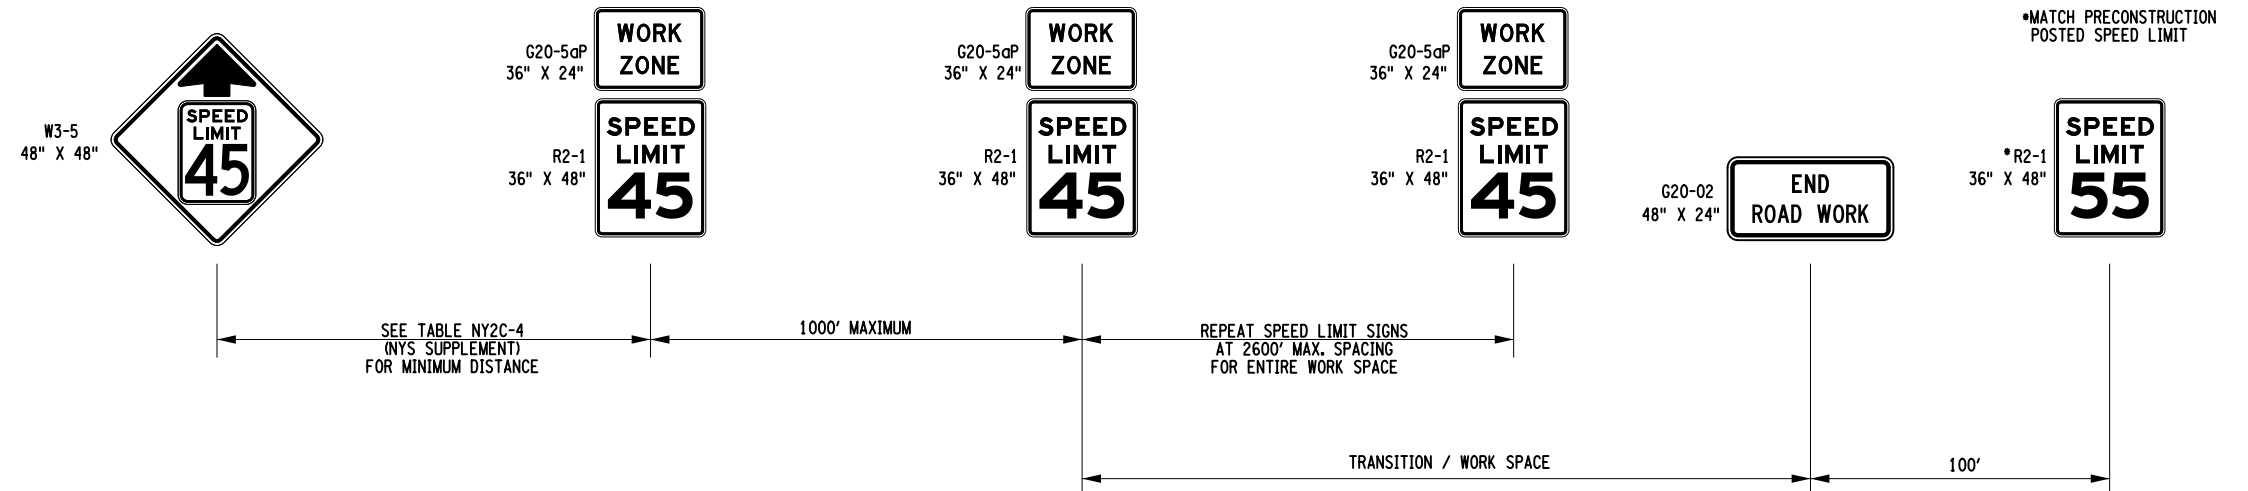 *MATCH PRECONSTRUCTION
POSTED SPEED LIMIT
W3-5
48" X 48"
SPEED
LIMIT
45
G20-5aP
36" X 24"
WORK
ZONE
R2-1
36" X 48"
SPEED
LIMIT
45
G20-5aP
36" X 24"
WORK
ZONE
R2-1
36" X 48"
SPEED
LIMIT
45
G20-5aP
36" X 24"
WORK
ZONE
R2-1
36" X 48"
SPEED
LIMIT
45
G20-02
48" X 24"
END
ROAD WORK
*R2-1
36" X 48"
SPEED
LIMIT
55
SEE TABLE NY2C-4
(NYS SUPPLEMENT)
FOR MINIMUM DISTANCE
1000' MAXIMUM
REPEAT SPEED LIMIT SIGNS
AT 2600' MAX. SPACING
FOR ENTIRE WORK SPACE
TRANSITION / WORK SPACE
100'